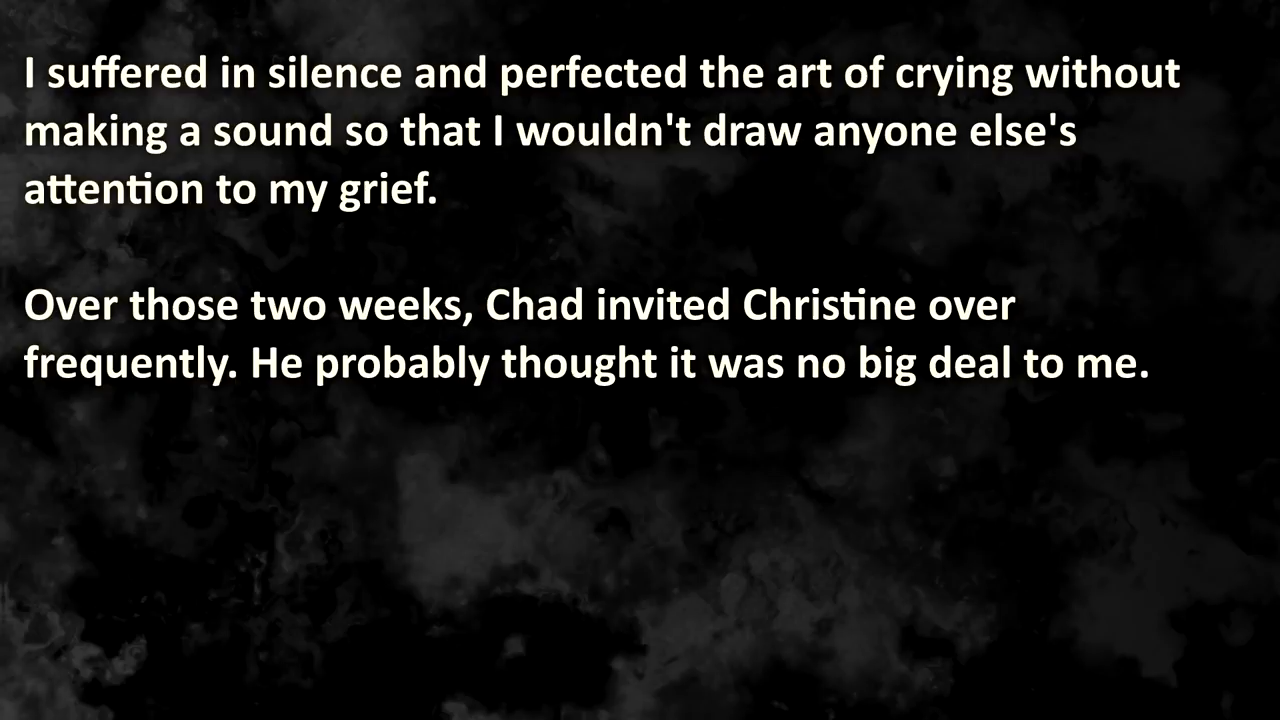 I suffered in silence and perfected the art of crying without
making a sound so that I wouldn't draw anyone else's
attention to my grief.
Over those two weeks, Chad invited Christine over
frequently. He probably thought it was no big deal to me.